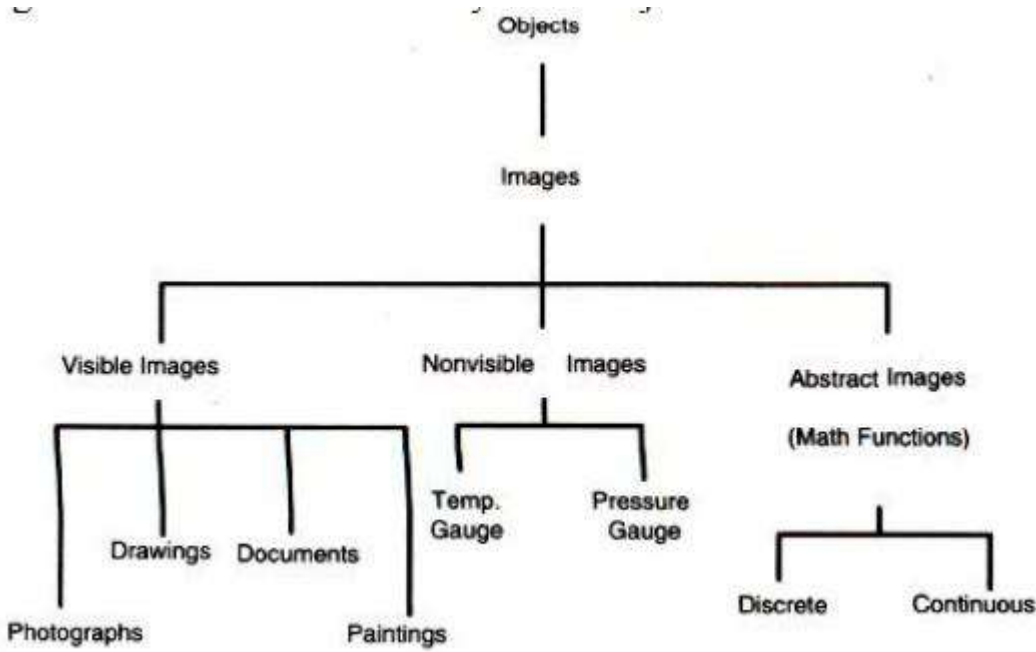 Objects
Images
Visible Images
Nonvisible Images
Abstract Images
(Math Functions)
Temp.
Gauge
Pressure
Gauge
Drawings
Documents
Discrete
Continuous
Photographs
Paintings